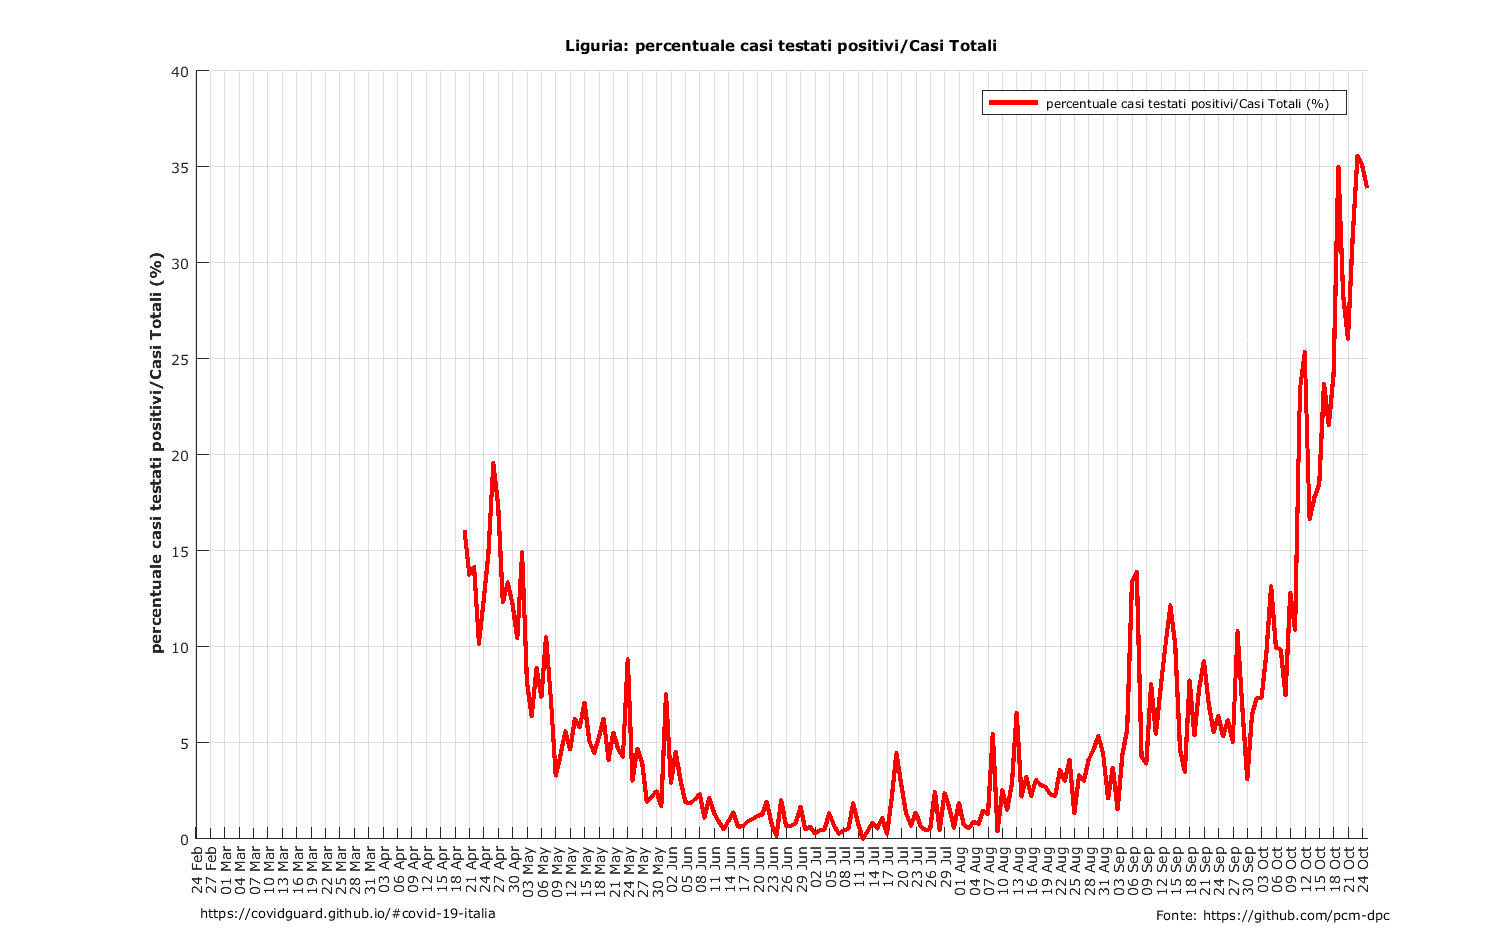 Liguria: percentuale casi testati positivi/Casi Totali
percentuale casi testati positivi/Casi Totali (%)
percentuale casi testati positivi/Casi Totali (%)
40
35
30
25
20
15
10
5
0
24 Feb
27 Feb
01 Mar
04 Mar
07 Mar
10 Mar
13 Mar
16 Mar
19 Mar
22 Mar
25 Mar
28 Mar
31 Mar
03 Apr
06 Apr
09 Apr
12 Apr
15 Apr
18 Apr
21 Apr
24 Apr
27 Apr
30 Apr
03 May
06 May
09 May
12 May
15 May
18 May
21 May
24 May
27 May
30 May
02 Jun
05 Jun
08 Jun
11 Jun
14 Jun
17 Jun
20 Jun
23 Jun
26 Jun
29 Jun
02 Jul
05 Jul
08 Jul
11 Jul
14 Jul
17 Jul
20 Jul
23 Jul
26 Jul
29 Jul
01 Aug
04 Aug
07 Aug
10 Aug
13 Aug
16 Aug
19 Aug
22 Aug
25 Aug
28 Aug
31 Aug
03 Sep
06 Sep
09 Sep
12 Sep
15 Sep
18 Sep
21 Sep
24 Sep
27 Sep
30 Sep
03 Oct
06 Oct
09 Oct
12 Oct
15 Oct
18 Oct
21 Oct
24 Oct
https://covidguard.github.io/#covid-19-italia
Fonte: https://github.com/pcm-dpc